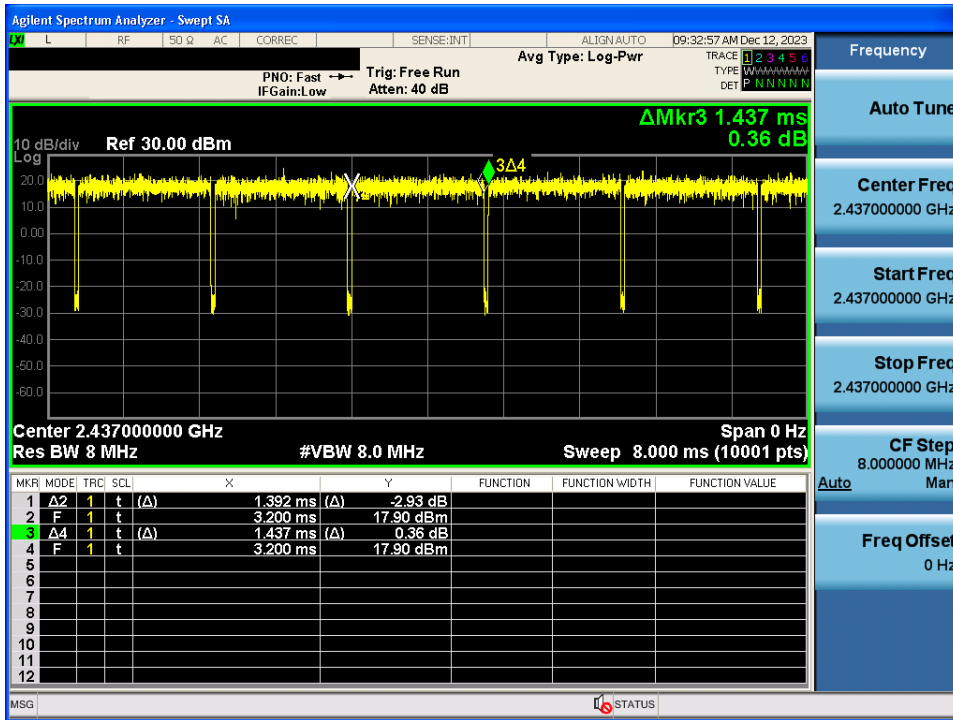 Agilent Spectrum Analyzer - Swept SA
LXI L RF 50 Ω AC CORREC SENSE:INT ALIGN AUTO 09:32:57 AM Dec 12, 2023
PNO: Fast
IFGain:Low
Trig: Free Run
Atten: 40 dB
Avg Type: Log-Pwr
TRACE 1 2 3 4 5 6
TYPE WWWWWWW
DET P N N N N N
ΔMkr3 1.437 ms
0.36 dB
10 dB/div Ref 30.00 dBm
Log
3Δ4
20.0
10.0
0.00
-10.0
-20.0
-30.0
-40.0
-50.0
-60.0
Center 2.437000000 GHz Span 0 Hz
Res BW 8 MHz #VBW 8.0 MHz Sweep 8.000 ms (10001 pts)
MKR MODE TRC SCL X Y FUNCTION FUNCTION WIDTH FUNCTION VALUE
1 Δ2 1 t (Δ) 1.392 ms (Δ) -2.93 dB
2 F 1 t 3.200 ms 17.90 dBm
3 Δ4 1 t (Δ) 1.437 ms (Δ) 0.36 dB
4 F 1 t 3.200 ms 17.90 dBm
5
6
7
8
9
10
11
12
MSG STATUS
Frequency
Auto Tune
Center Freq
2.437000000 GHz
Start Freq
2.437000000 GHz
Stop Freq
2.437000000 GHz
CF Step
8.000000 MHz
Auto Man
Freq Offset
0 Hz